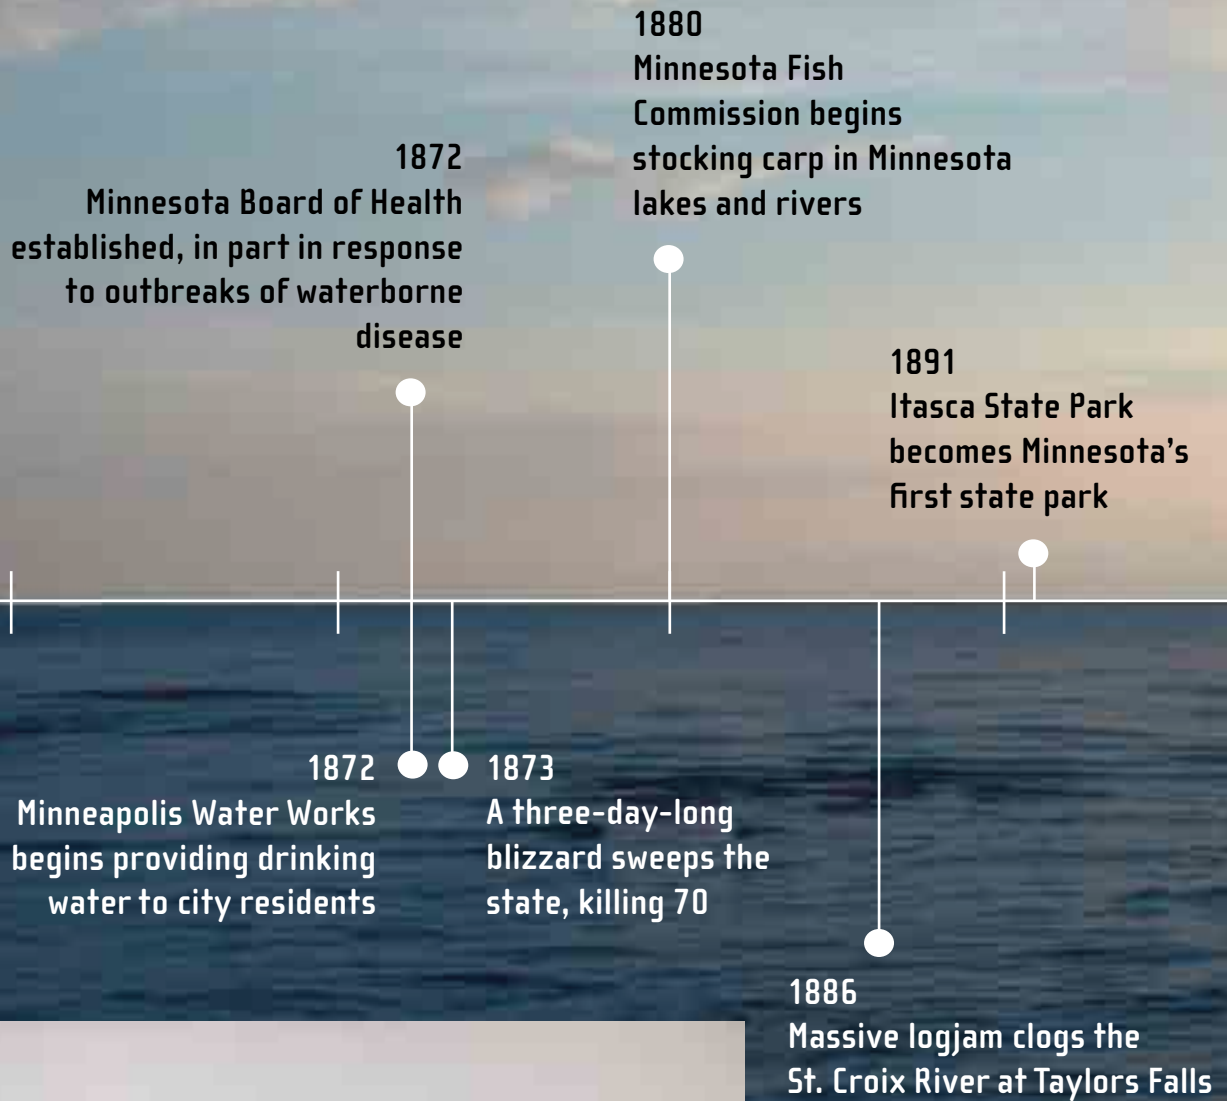 1880
Minnesota Fish
Commission begins
stocking carp in Minnesota
lakes and rivers
1872
Minnesota Board of Health
established, in part in response
to outbreaks of waterborne
disease
1891
Itasca State Park
becomes Minnesota's
first state park
1872
Minneapolis Water Works
begins providing drinking
water to city residents
1873
A three-day-long
blizzard sweeps the
state, killing 70
1886
Massive logjam clogs the
St. Croix River at Taylors Falls